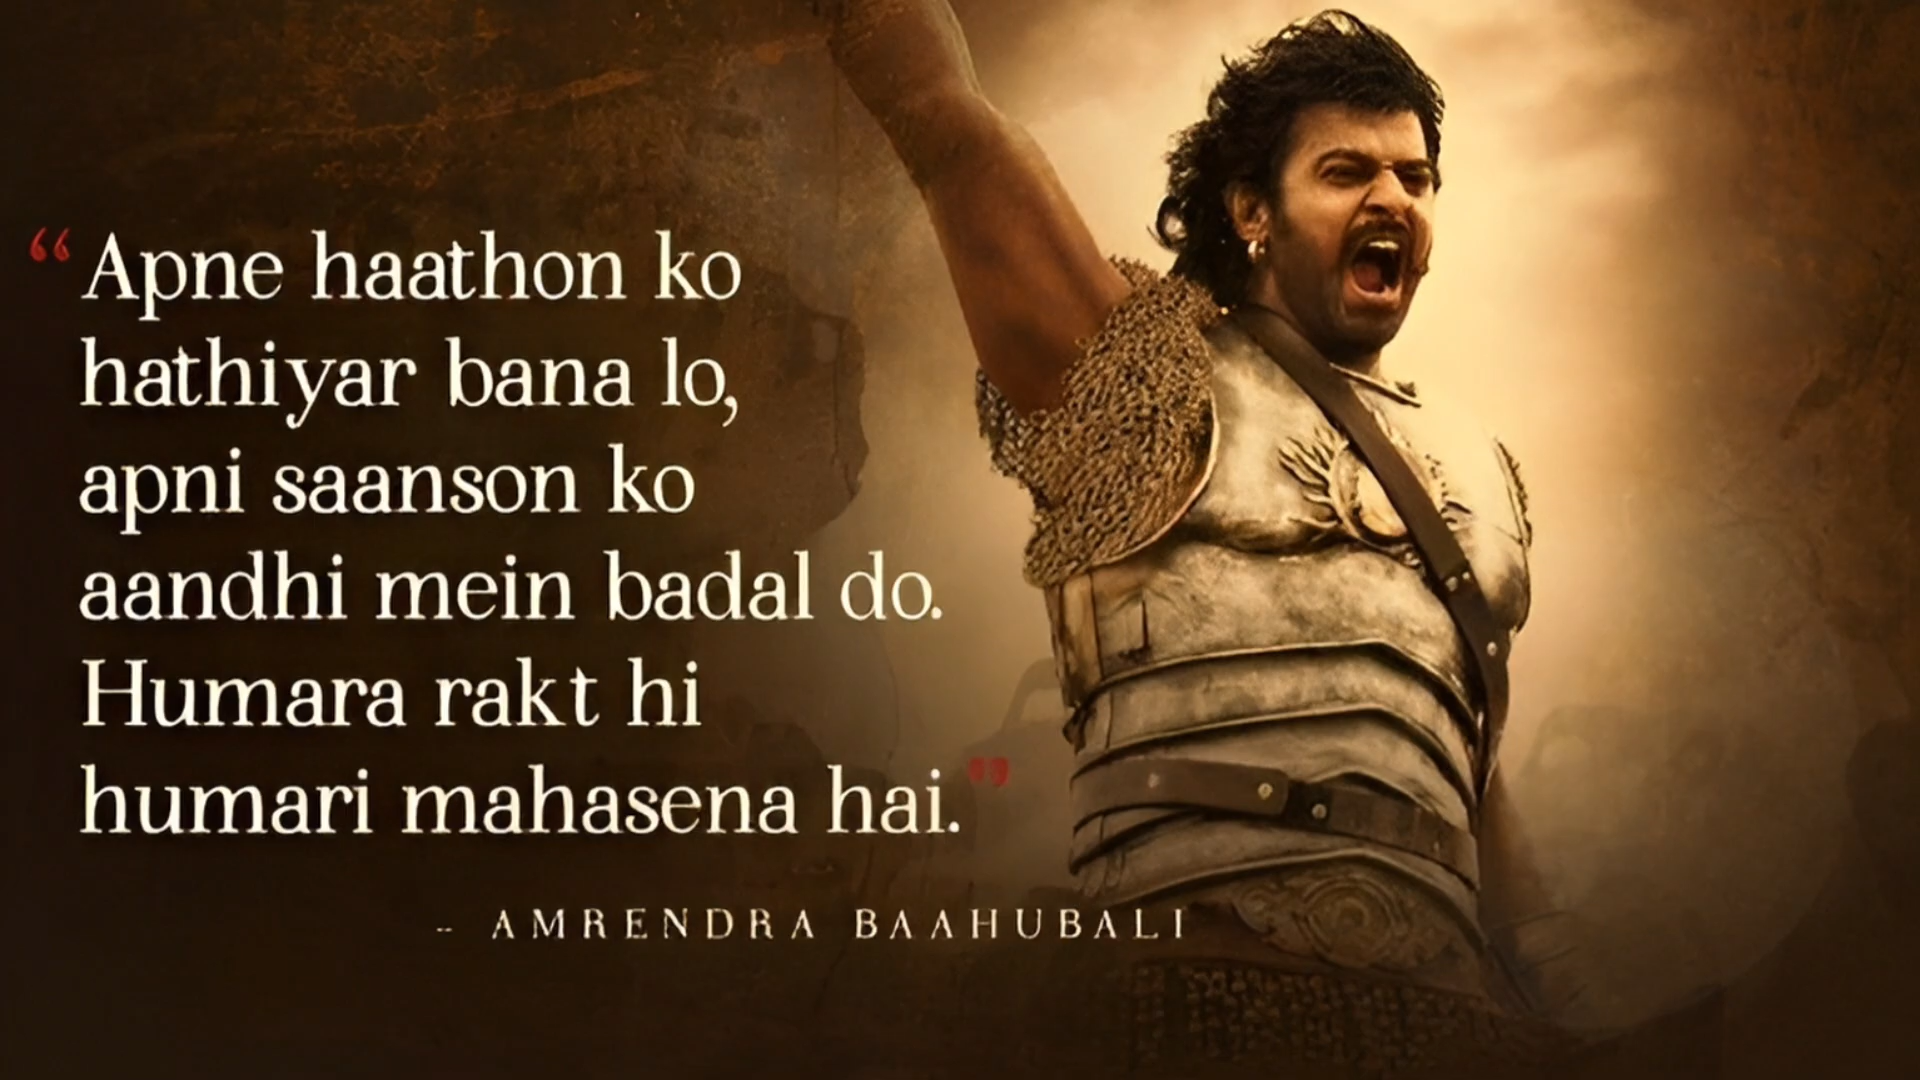 “Apne haathon ko
hathiyar bana lo,
apni saanson ko
aandhi mein badal do.
Humara rakt hi
humari mahasena hai.”
- AMRENDRA BAAHUBALI